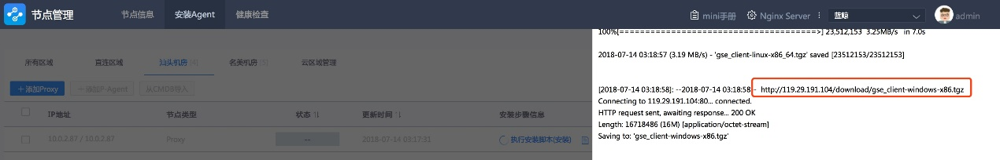 节点管理 节点信息 安装Agent 健康检查 mini手册 Nginx Server 蓝鲸 admin
所有区域 直连区域 汕头机房 (4) 名美机房 (5) 云区域管理
+添加Proxy +添加P-Agent 从CMDB导入
IP地址 节点类型 状态 更新时间 安装步骤信息
10.0.2.87 / 10.0.2.87 Proxy -- 2018-07-14 03:17:31 执行安装脚本(安装)
100%[======================================>] 23,512,153 3.25MB/s in 7.0s
2018-07-14 03:18:57 (3.19 MB/s) - 'gse_client-linux-x86_64.tgz' saved [23512153/23512153]
[2018-07-14 03:18:58]: --2018-07-14 03:18:58-- http://119.29.191.104/download/gse_client-windows-x86.tgz
Connecting to 119.29.191.104:80... connected.
HTTP request sent, awaiting response... 200 OK
Length: 16718486 (16M) [application/octet-stream]
Saving to: 'gse_client-windows-x86.tgz'